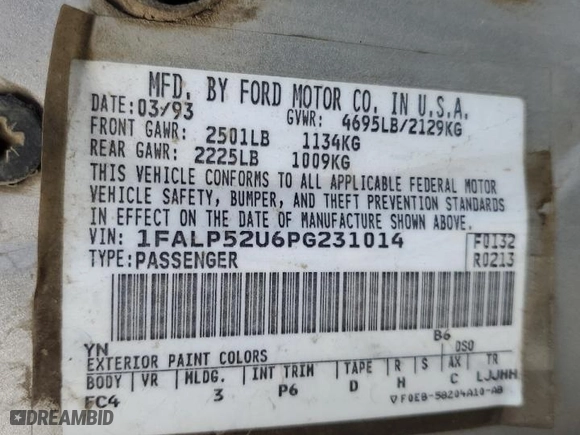 MFD. BY FORD MOTOR CO. IN U.S.A.
DATE: 03/93 GVWR: 4695LB/2129KG
FRONT GAWR: 2501LB 1134KG
REAR GAWR: 2225LB 1009KG
THIS VEHICLE CONFORMS TO ALL APPLICABLE FEDERAL MOTOR
VEHICLE SAFETY, BUMPER, AND THEFT PREVENTION STANDARDS
IN EFFECT ON THE DATE OF MANUFACTURE SHOWN ABOVE.
VIN: 1FALP52U6PG231014 F0132
TYPE: PASSENGER R0213
YN B6
EXTERIOR PAINT COLORS DSO
BODY VR MLDG. INT TRIM TAPE R S AX TR
FC4 3 P6 D H C LJJHH
▽F0EB-58204A10-AB
© DREAMBID AD
DREAMBID.AD